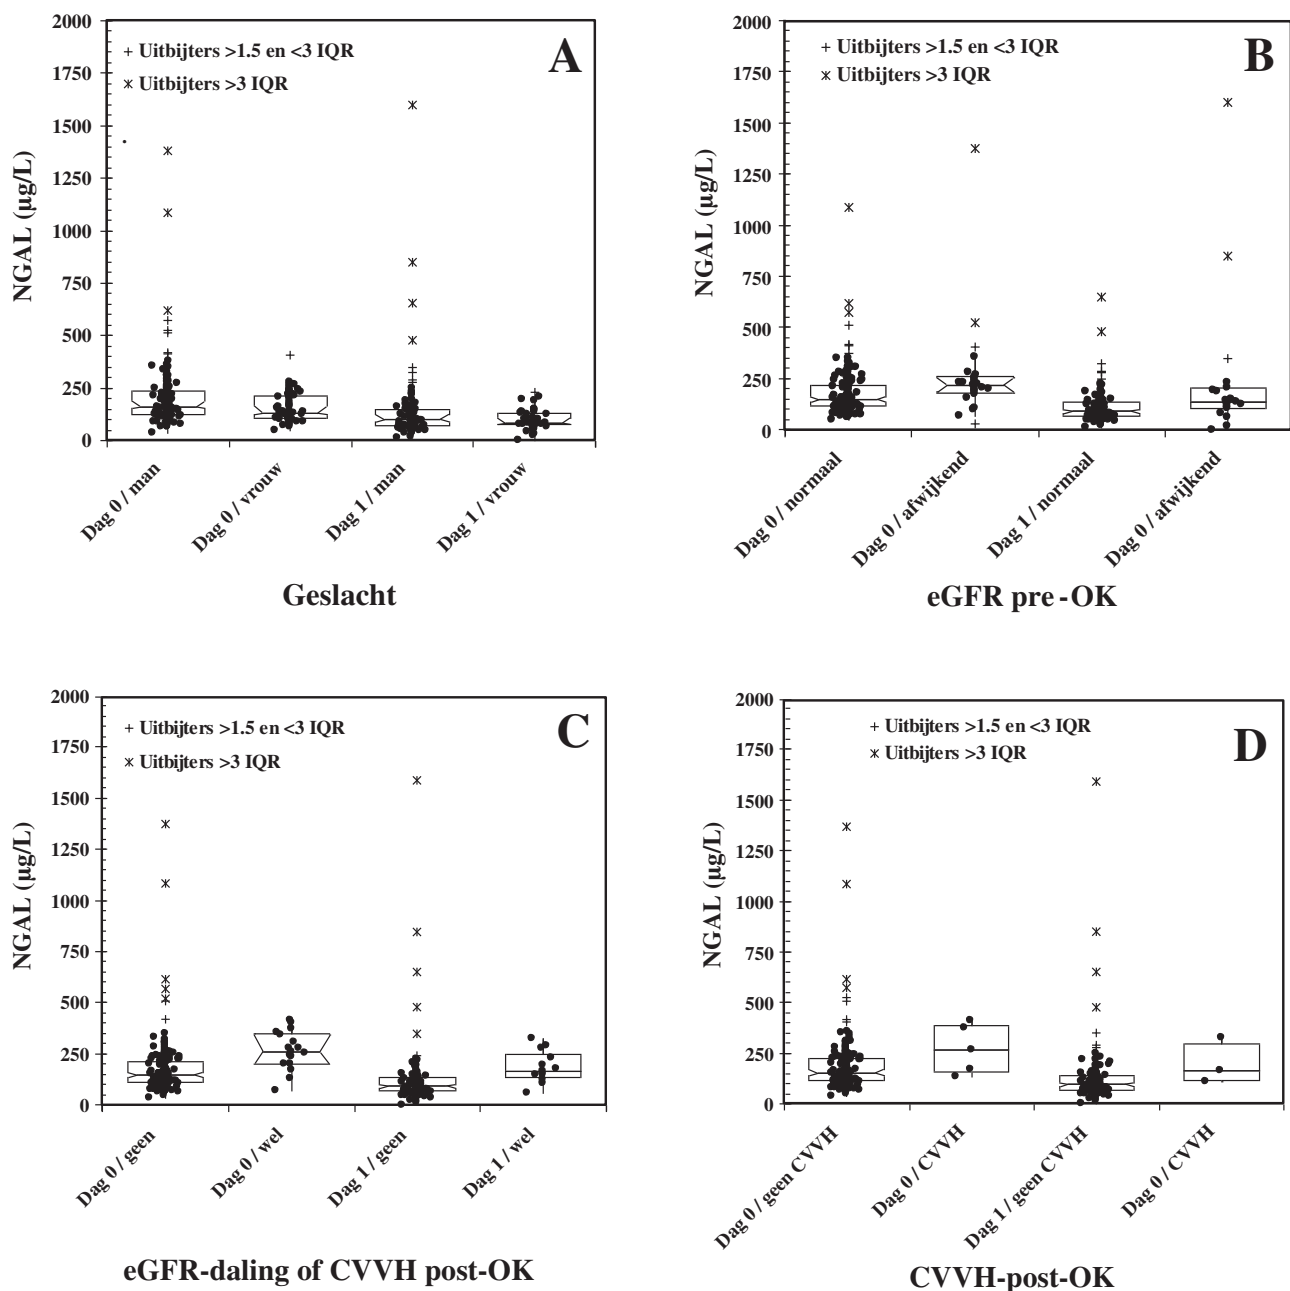 A
+ Uitbijters >1.5 en <3 IQR
Uitbijters >3 IQR
NGAL (µg/L)
2000
1750
1500
1250
1000
750
500
250
0
Dag 0 / man
Dag 0 / vrouw
Dag 1 / man
Dag 1 / vrouw
Geslacht
B
+ Uitbijters >1.5 en <3 IQR
Uitbijters >3 IQR
NGAL (µg/L)
2000
1750
1500
1250
1000
750
500
250
0
Dag 0 / normaal
Dag 0 / afwijkend
Dag 1 / normaal
Dag 0 / afwijkend
eGFR pre-OK
C
+ Uitbijters >1.5 en <3 IQR
Uitbijters >3 IQR
NGAL (µg/L)
2000
1750
1500
1250
1000
750
500
250
0
Dag 0 / geen
Dag 0 / wel
Dag 1 / geen
Dag 1 / wel
eGFR-daling of CVVH post-OK
D
+ Uitbijters >1.5 en <3 IQR
Uitbijters >3 IQR
NGAL (µg/L)
2000
1750
1500
1250
1000
750
500
250
0
Dag 0 / geen CVVH
Dag 0 / CVVH
Dag 1 / geen CVVH
Dag 0 / CVVH
CVVH-post-OK